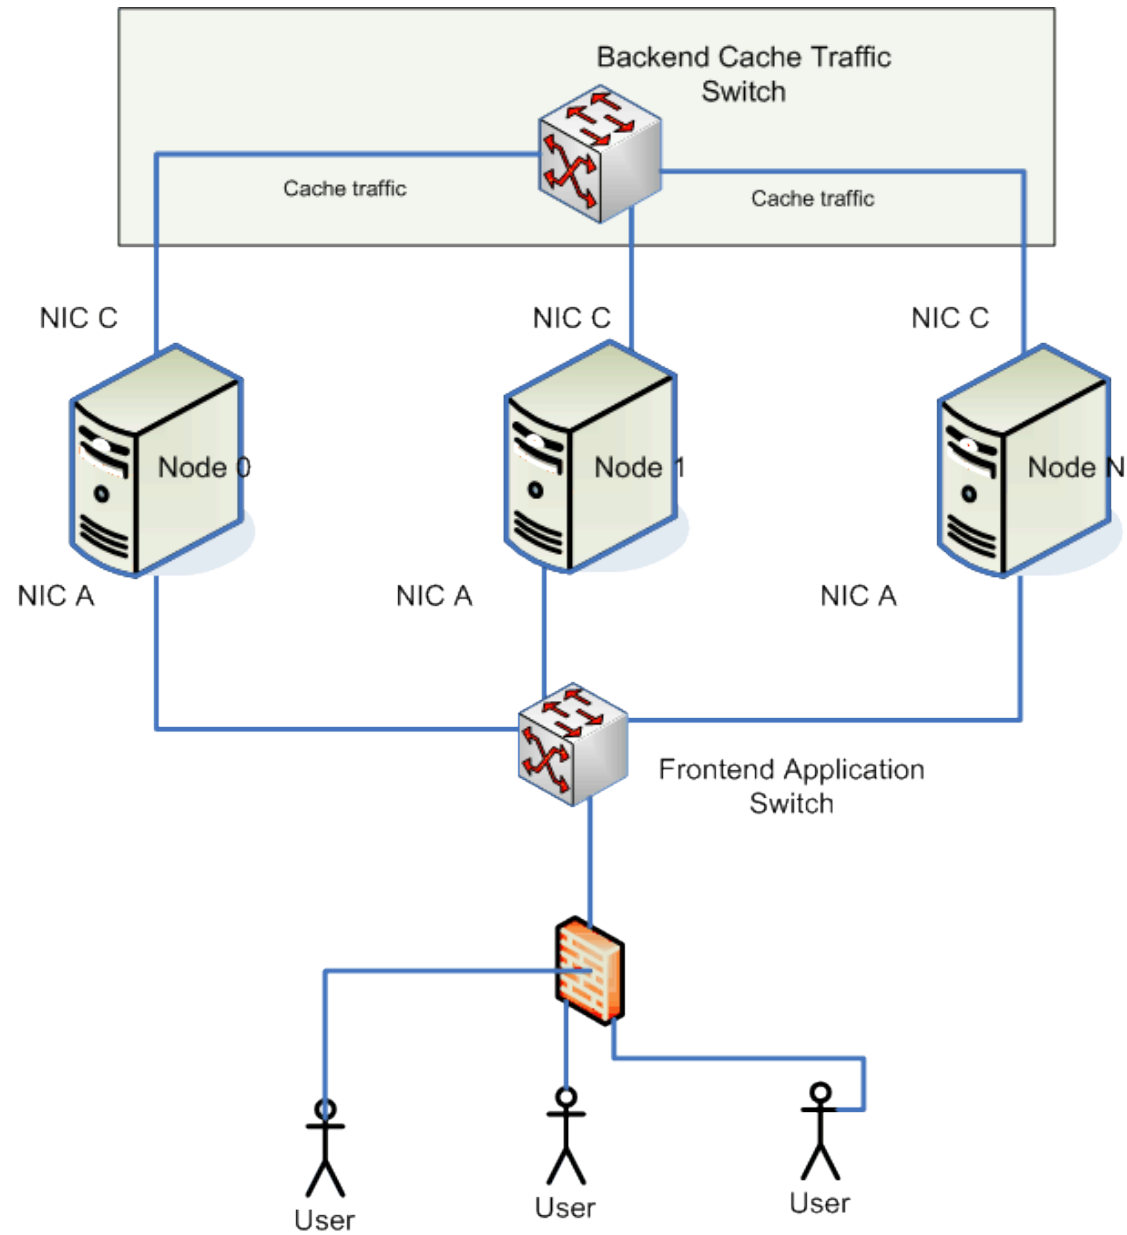 Backend Cache Traffic
Switch
Cache traffic
Cache traffic
NIC C
NIC C
NIC C
Node 0
Node 1
Node N
NIC A
NIC A
NIC A
Frontend Application
Switch
User
User
User